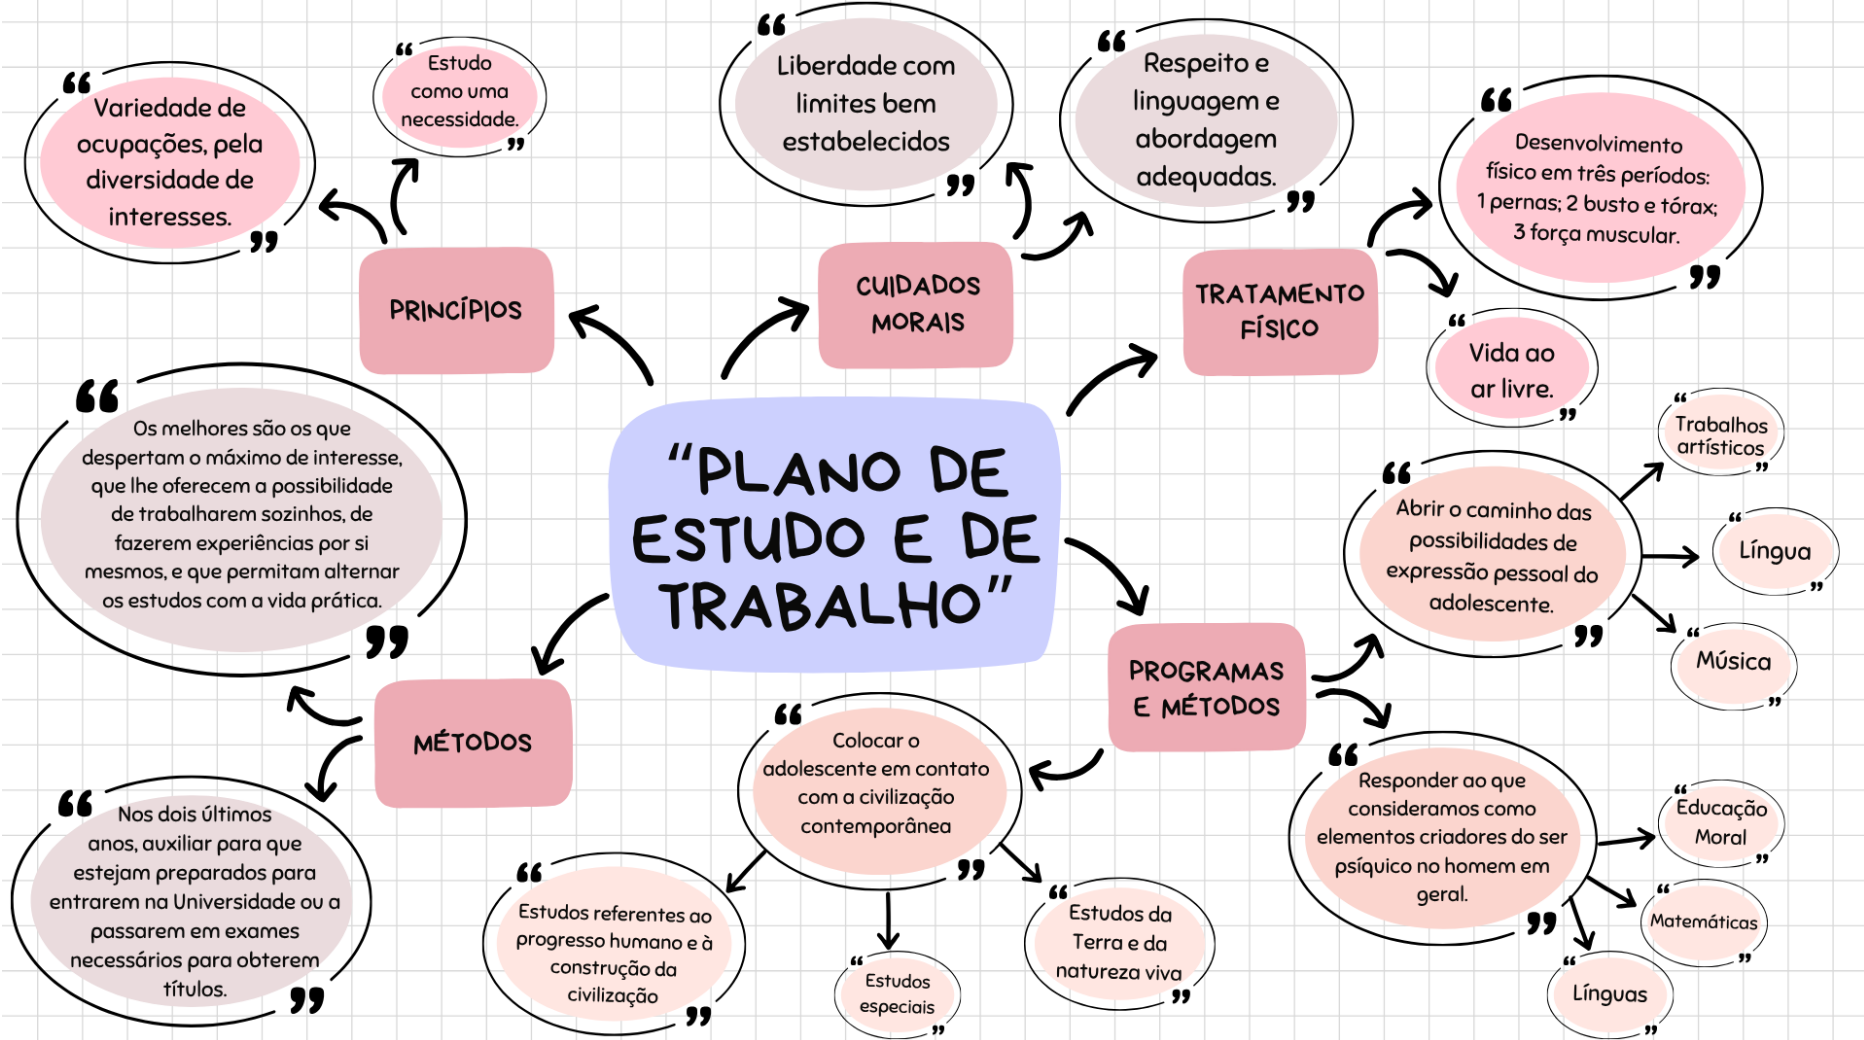 “PLANO DE
ESTUDO E DE
TRABALHO”
PRINCÍPIOS
“
Variedade de
ocupações, pela
diversidade de
interesses.
”
“
Estudo
como uma
necessidade.
”
CUIDADOS
MORAIS
“
Liberdade com
limites bem
estabelecidos
”
“
Respeito e
linguagem e
abordagem
adequadas.
”
TRATAMENTO
FÍSICO
“
Desenvolvimento
físico em três períodos:
1 pernas; 2 busto e tórax;
3 força muscular.
”
“
Vida ao
ar livre.
”
PROGRAMAS
E MÉTODOS
“
Abrir o caminho das
possibilidades de
expressão pessoal do
adolescente.
”
“
Trabalhos
artísticos
”
“
Língua
”
“
Música
”
“
Responder ao que
consideramos como
elementos criadores do ser
psíquico no homem em
geral.
”
“
Educação
Moral
”
“
Matemáticas
”
“
Línguas
”
“
Colocar o
adolescente em contato
com a civilização
contemporânea
”
“
Estudos referentes ao
progresso humano e à
construção da
civilização
”
“
Estudos
especiais
”
“
Estudos da
Terra e da
natureza viva
”
MÉTODOS
“
Os melhores são os que
despertam o máximo de interesse,
que lhe oferecem a possibilidade
de trabalharem sozinhos, de
fazerem experiências por si
mesmos, e que permitam alternar
os estudos com a vida prática.
”
“
Nos dois últimos
anos, auxiliar para que
estejam preparados para
entrarem na Universidade ou a
passarem em exames
necessários para obterem
títulos.
”